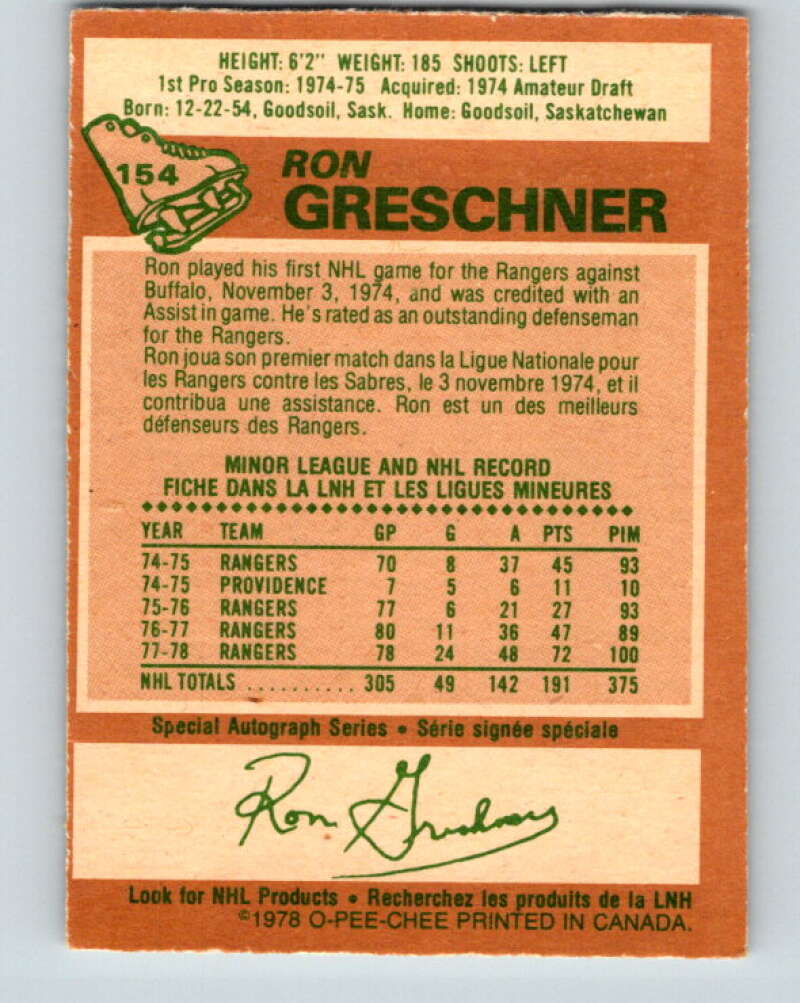 HEIGHT: 6'2" WEIGHT: 185 SHOOTS: LEFT
1st Pro Season: 1974-75 Acquired: 1974 Amateur Draft
Born: 12-22-54, Goodsoil, Sask. Home: Goodsoil, Saskatchewan
154
RON
GRESCHNER
Ron played his first NHL game for the Rangers against
Buffalo, November 3, 1974, and was credited with an
Assist in game. He's rated as an outstanding defenseman
for the Rangers.
Ron joua son premier match dans la Ligue Nationale pour
les Rangers contre les Sabres, le 3 novembre 1974, et il
contribua une assistance. Ron est un des meilleurs
défenseurs des Rangers.
MINOR LEAGUE AND NHL RECORD
FICHE DANS LA LNH ET LES LIGUES MINEURES
YEAR TEAM GP G A PTS PIM
74-75 RANGERS 70 8 37 45 93
74-75 PROVIDENCE 7 5 6 11 10
75-76 RANGERS 77 6 21 27 93
76-77 RANGERS 80 11 36 47 89
77-78 RANGERS 78 24 48 72 100
NHL TOTALS .......... 305 49 142 191 375
Special Autograph Series • Série signée spéciale
Ron Greschner
Look for NHL Products • Recherchez les produits de la LNH
©1978 O-PEE-CHEE PRINTED IN CANADA.